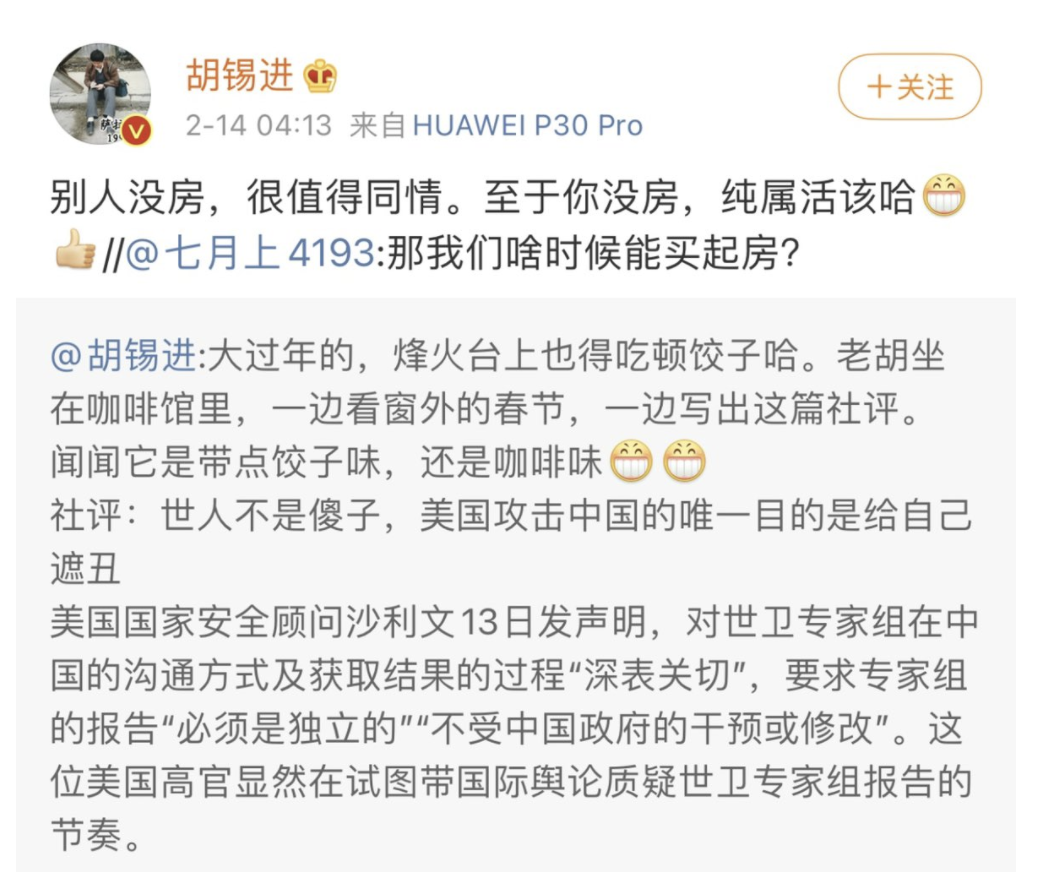 胡锡进
+关注
2-14 04:13 来自HUAWEI P30 Pro
别人没房，很值得同情。至于你没房，纯属活该哈
//@七月上4193:那我们啥时候能买起房？
@胡锡进:大过年的，烽火台上也得吃顿饺子哈。老胡坐
在咖啡馆里，一边看窗外的春节，一边写出这篇社评。
闻闻它是带点饺子味，还是咖啡味
社评：世人不是傻子，美国攻击中国的唯一目的是给自己
遮丑
美国国家安全顾问沙利文13日发声明，对世卫专家组在中
国的沟通方式及获取结果的过程“深表关切”，要求专家组
的报告“必须是独立的”“不受中国政府的干预或修改”。这
位美国高官显然在试图带国际舆论质疑世卫专家组报告的
节奏。